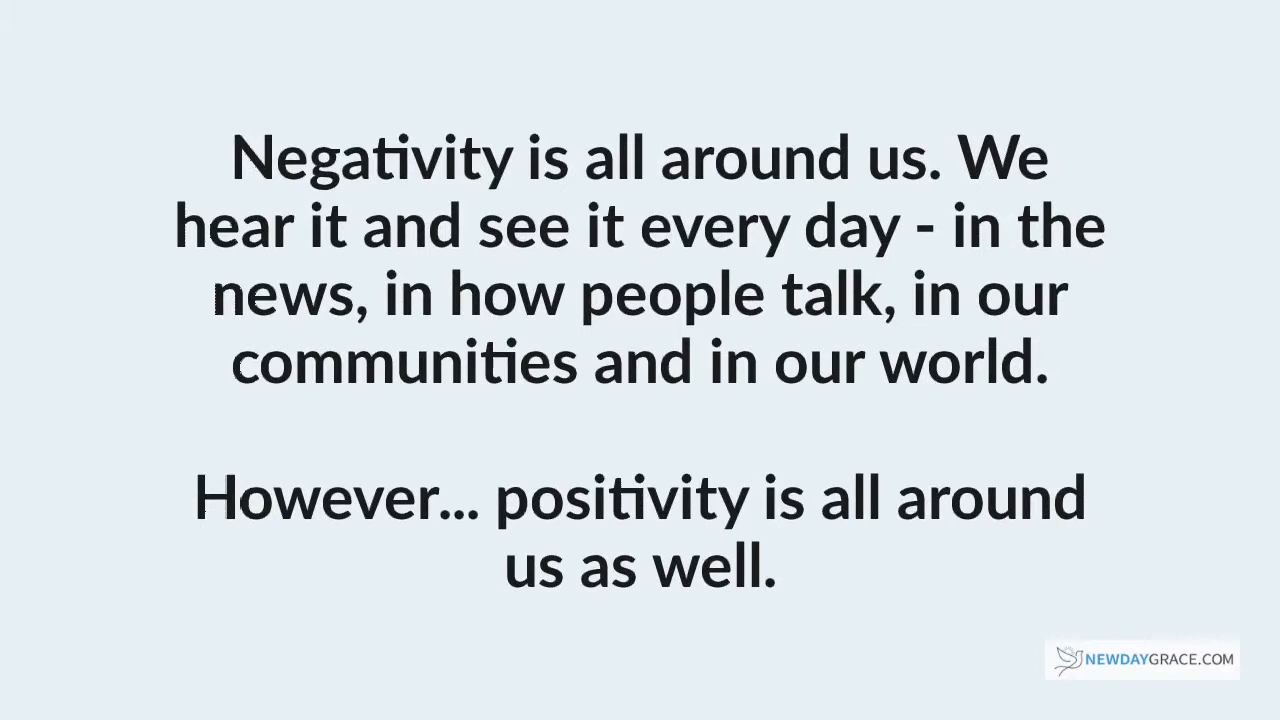 Negativity is all around us. We
hear it and see it every day - in the
news, in how people talk, in our
communities and in our world.
However... positivity is all around
us as well.
NEWDAYGRACE.COM